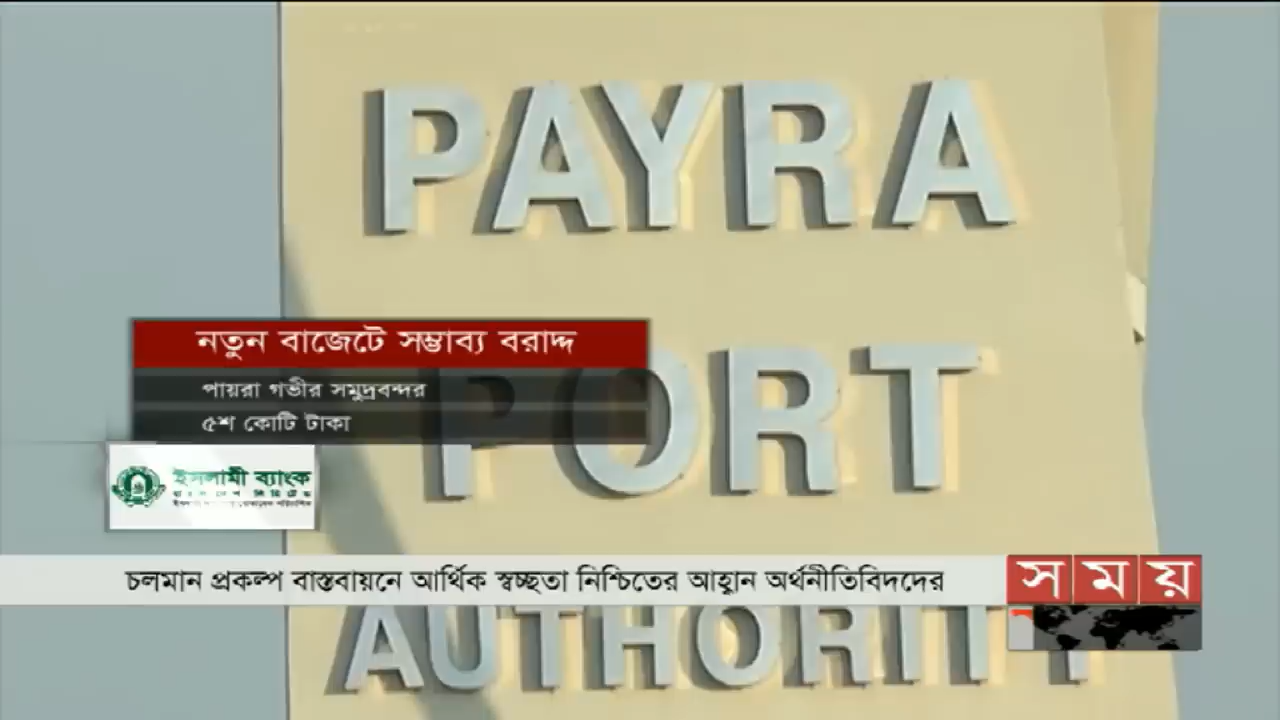 PAYRA
PORT
AUTHORITY
নতুন বাজেটে সম্ভাব্য বরাদ্দ
পায়রা গভীর সমুদ্রবন্দর
৫শ কোটি টাকা
ইসলামী ব্যাংক
চলমান প্রকল্প বাস্তবায়নে আর্থিক স্বচ্ছতা নিশ্চিতের আহ্বান অর্থনীতিবিদদের
সময়